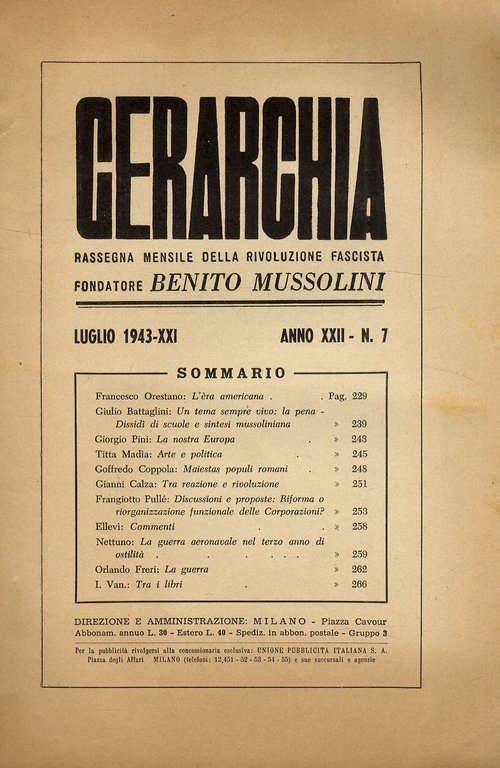 GERARCHIA
RASSEGNA MENSILE DELLA RIVOLUZIONE FASCISTA
FONDATORE BENITO MUSSOLINI
LUGLIO 1943-XXI ANNO XXII - N. 7
SOMMARIO
Francesco Orestano: L'èra americana . . Pag. 229
Giulio Battaglini: Un tema sempre vivo: la pena -
Dissidî di scuole e sintesi mussoliniana » 239
Giorgio Pini: La nostra Europa . » 243
Titta Madia: Arte e politica . » 245
Goffredo Coppola: Maiestas populi romani . » 248
Gianni Calza: Tra reazione e rivoluzione » 251
Frangiotto Pullé: Discussioni e proposte: Riforma o
riorganizzazione funzionale delle Corporazioni? » 253
Ellevì: Commenti . . » 258
Nettuno: La guerra aeronavale nel terzo anno di
ostilità . . . . . . » 259
Orlando Freri: La guerra » 262
I. Van.: Tra i libri . » 266
DIREZIONE E AMMINISTRAZIONE: MILANO - Piazza Cavour
Abbonam. annuo L. 30 - Estero L. 40 - Spediz. in abbon. postale - Gruppo 3
Per la pubblicità rivolgersi alla concessionaria esclusiva: UNIONE PUBBLICITA ITALIANA S. A.
Piazza degli Affari MILANO (telefoni: 12,451 - 52 - 53 - 54 - 55) e sue succursali e agenzie